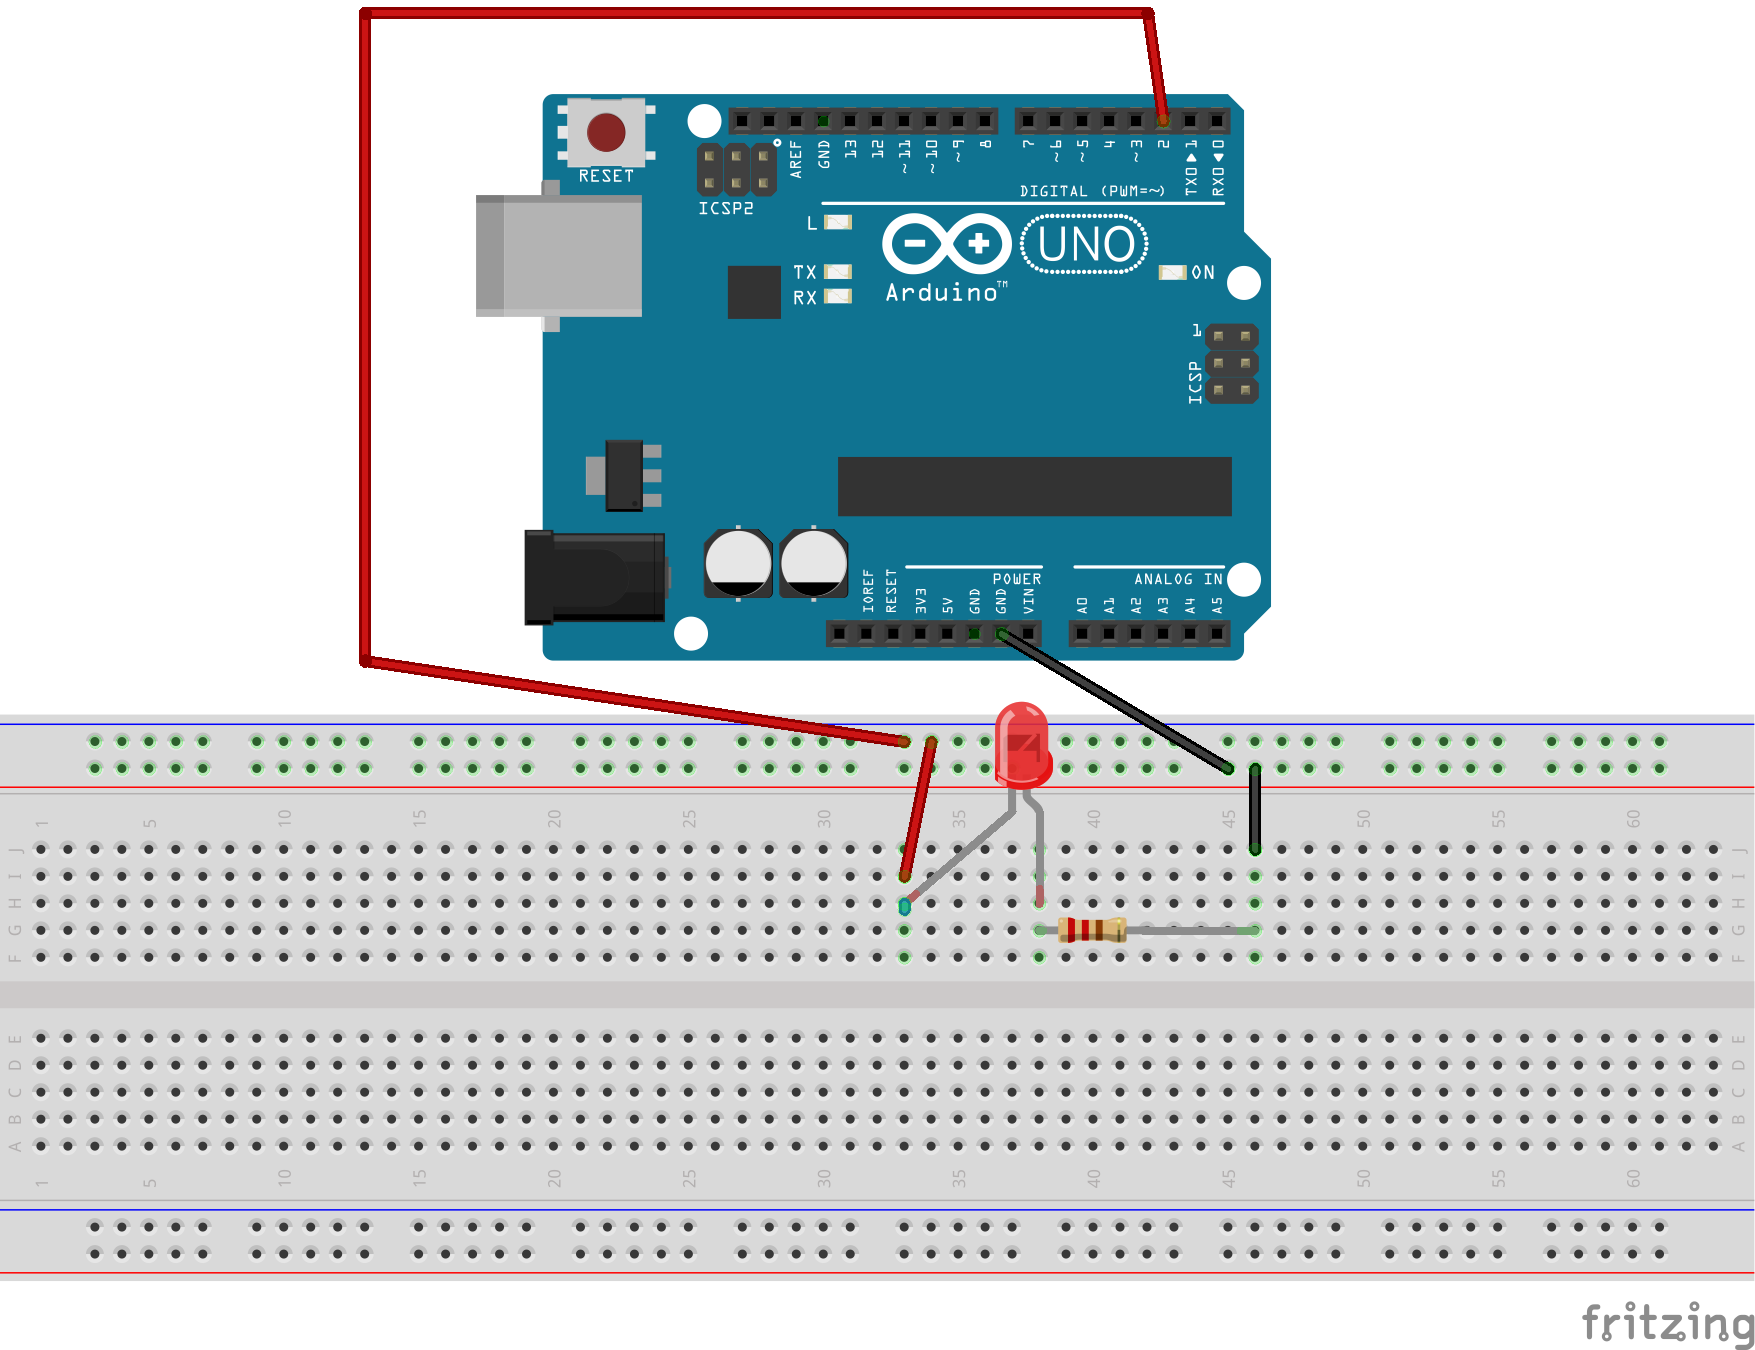 RESET
ICSP2
AREF
GND
13
12
~11
~10
~9
8
7
~6
~5
4
~3
2
TX0▶1
RX0◀0
DIGITAL (PWM=~)
L
TX
RX
Arduino™
UNO
ON
1
ICSP
IOREF
RESET
3V3
5V
GND
GND
VIN
POWER
ANALOG IN
A0
A1
A2
A3
A4
A5
1 5 10 15 20 25 30 35 40 45 50 55 60
J J
I I
H H
G G
F F
E E
D D
C C
B B
A A
1 5 10 15 20 25 30 35 40 45 50 55 60
fritzing